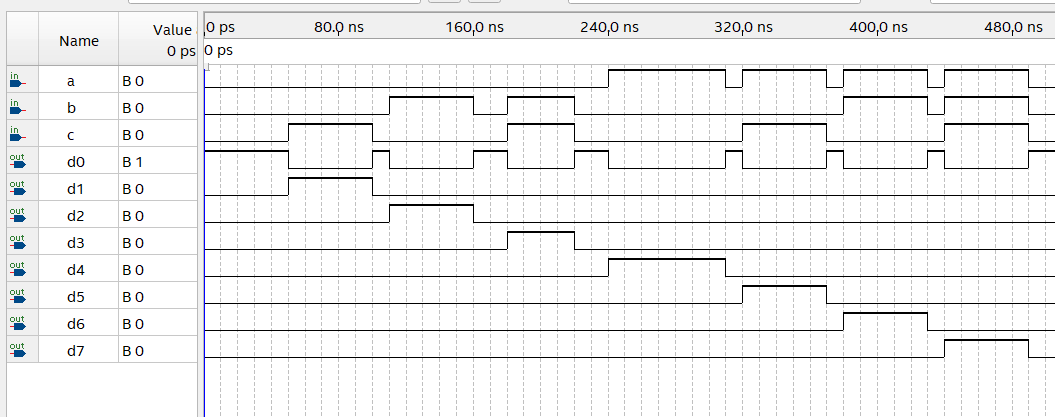 Name Value 0 ps 80.0 ns 160.0 ns 240.0 ns 320.0 ns 400.0 ns 480.0 ns
0 ps 0 ps
in a B 0
in b B 0
in c B 0
out d0 B 1
out d1 B 0
out d2 B 0
out d3 B 0
out d4 B 0
out d5 B 0
out d6 B 0
out d7 B 0